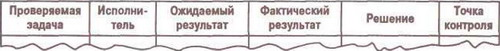 Проверяемая задача
Исполни-тель
Ожидаемый результат
Фактический результат
Решение
Точка контроля